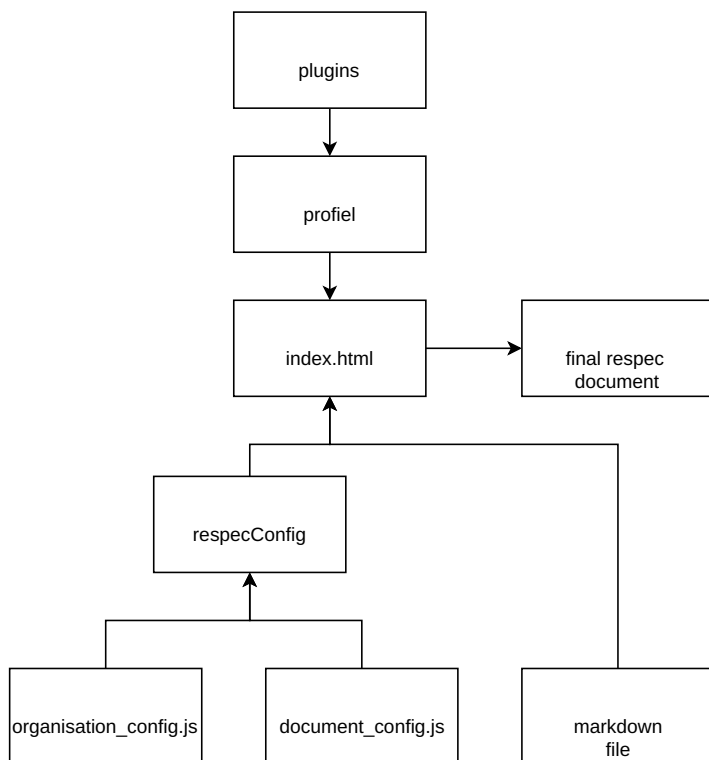 plugins
profiel
index.html
final respec
document
respecConfig
organisation_config.js
document_config.js
markdown
file